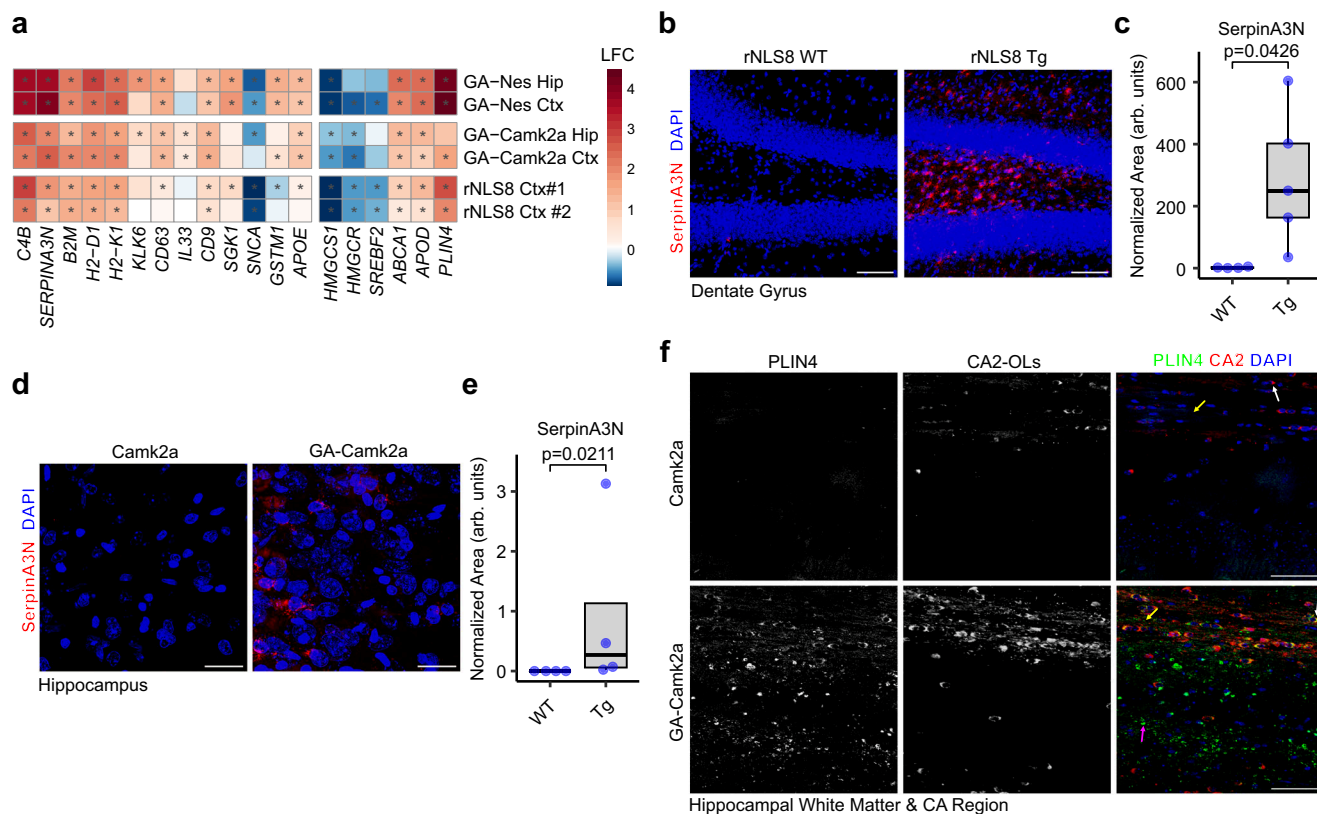 a
LFC
GA−Nes Hip
GA−Nes Ctx
GA−Camk2a Hip
GA−Camk2a Ctx
rNLS8 Ctx#1
rNLS8 Ctx #2
4
3
2
1
0
C4B
SERPINA3N
B2M
H2−D1
H2−K1
KLK6
CD63
IL33
CD9
SGK1
SNCA
GSTM1
APOE
HMGCS1
HMGCR
SREBF2
ABCA1
APOD
PLIN4
b
rNLS8 WT
rNLS8 Tg
SerpinA3N DAPI
Dentate Gyrus
c
SerpinA3N
p=0.0426
Normalized Area (arb. units)
600
400
200
0
WT
Tg
d
Camk2a
GA-Camk2a
SerpinA3N DAPI
Hippocampus
e
SerpinA3N
p=0.0211
Normalized Area (arb. units)
3
2
1
0
WT
Tg
f
PLIN4
CA2-OLs
PLIN4 CA2 DAPI
Camk2a
GA-Camk2a
Hippocampal White Matter & CA Region